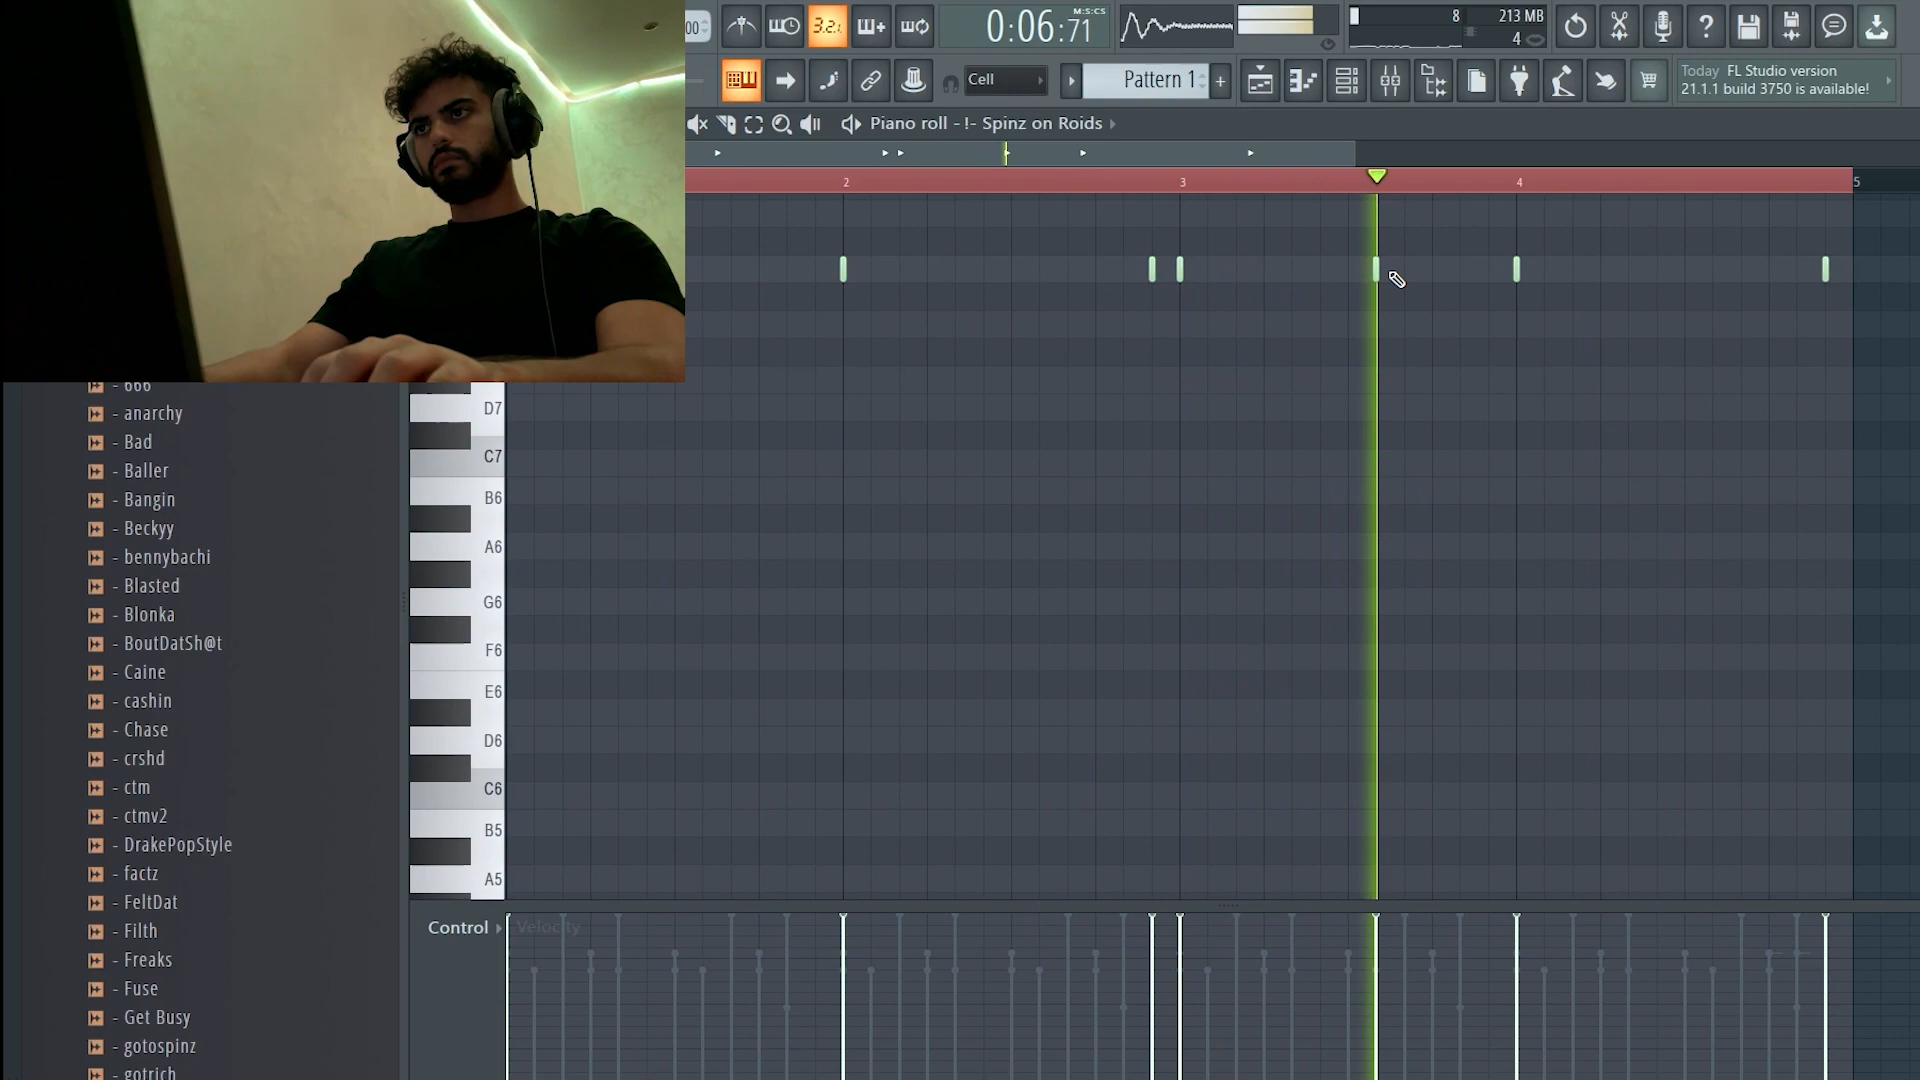 00
3.2.
0:06:71
M:S:CS
8
213 MB
4
Cell
Pattern 1
+
Today FL Studio version
21.1.1 build 3750 is available!
Piano roll - !- Spinz on Roids
2
3
4
5
- 666
- anarchy
- Bad
- Baller
- Bangin
- Beckyy
- bennybachi
- Blasted
- Blonka
- BoutDatSh@t
- Caine
- cashin
- Chase
- crshd
- ctm
- ctmv2
- DrakePopStyle
- factz
- FeltDat
- Filth
- Freaks
- Fuse
- Get Busy
- gotospinz
- gotrich
D7
C7
B6
A6
G6
F6
E6
D6
C6
B5
A5
Control
Velocity